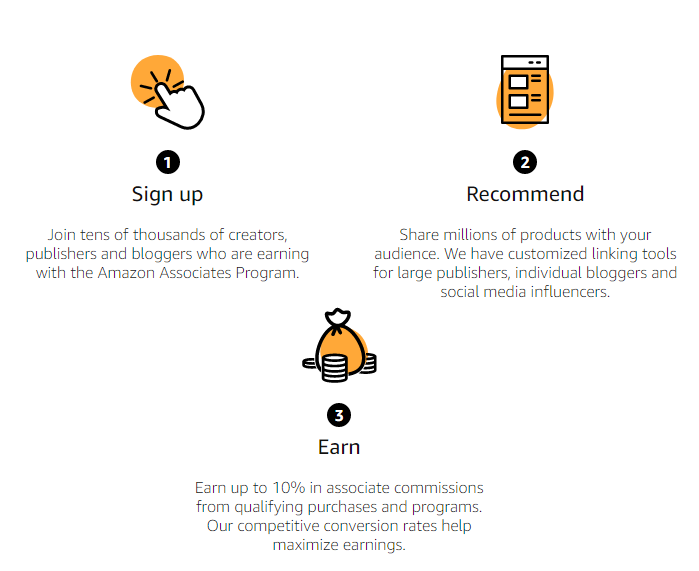 1
Sign up
Join tens of thousands of creators,
publishers and bloggers who are earning
with the Amazon Associates Program.
2
Recommend
Share millions of products with your
audience. We have customized linking tools
for large publishers, individual bloggers and
social media influencers.
3
Earn
Earn up to 10% in associate commissions
from qualifying purchases and programs.
Our competitive conversion rates help
maximize earnings.